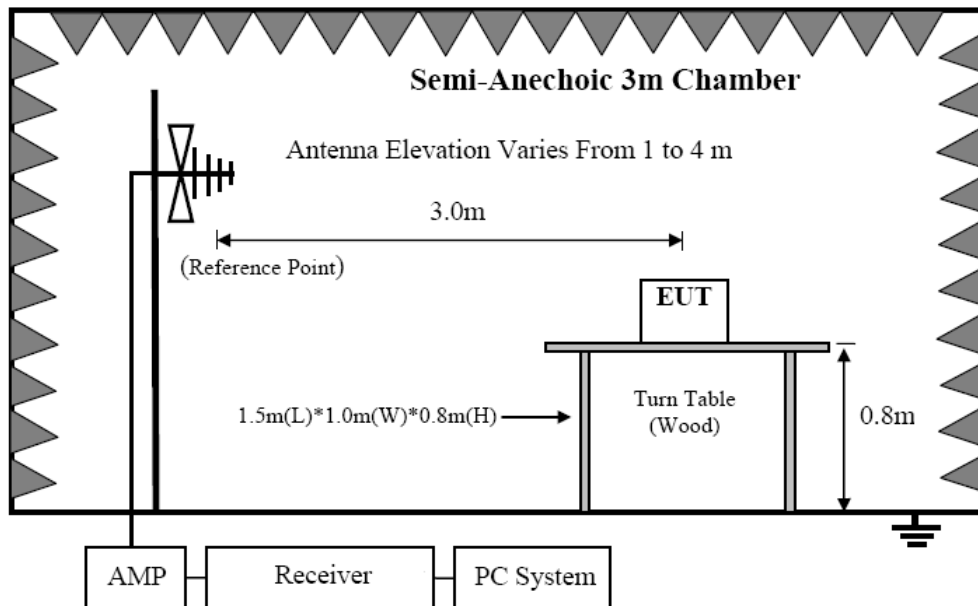 Semi-Anechoic 3m Chamber
Antenna Elevation Varies From 1 to 4 m
3.0m
(Reference Point)
EUT
1.5m(L)*1.0m(W)*0.8m(H)
Turn Table
(Wood)
0.8m
AMP
Receiver
PC System